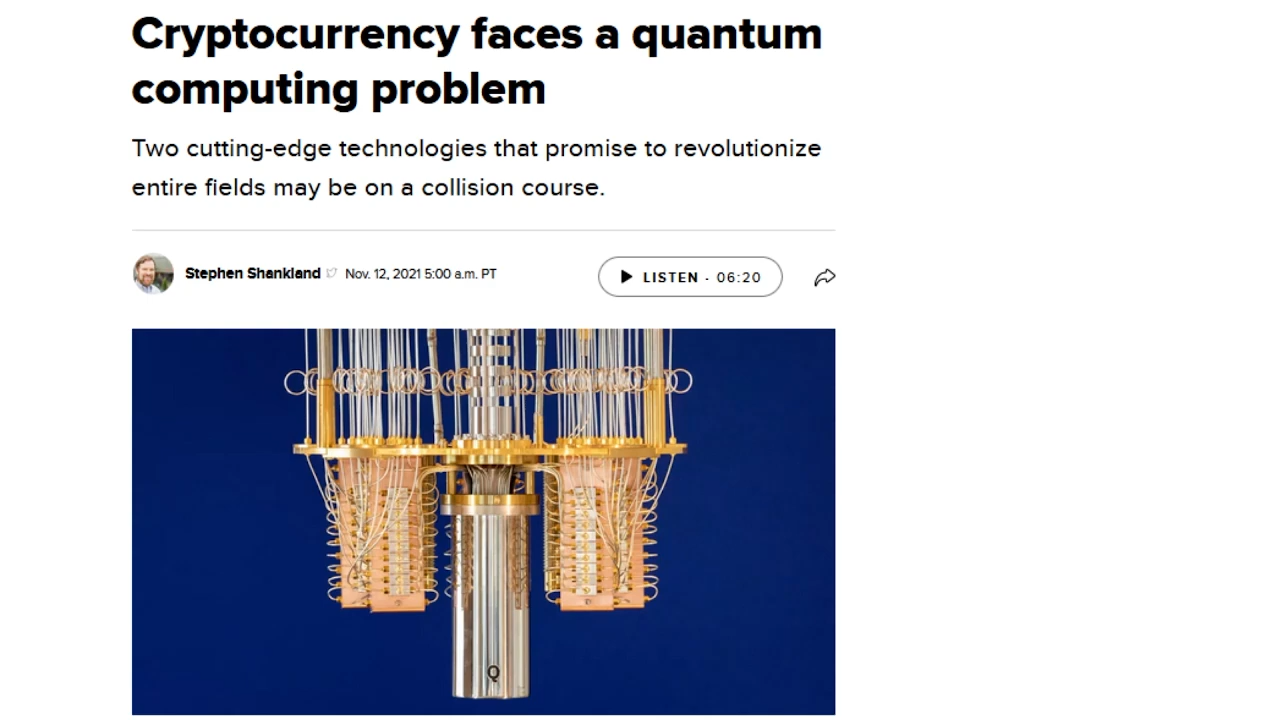 Cryptocurrency faces a quantum
computing problem
Two cutting-edge technologies that promise to revolutionize
entire fields may be on a collision course.
Stephen Shankland Nov. 12, 2021 5:00 a.m. PT
LISTEN · 06:20
Q